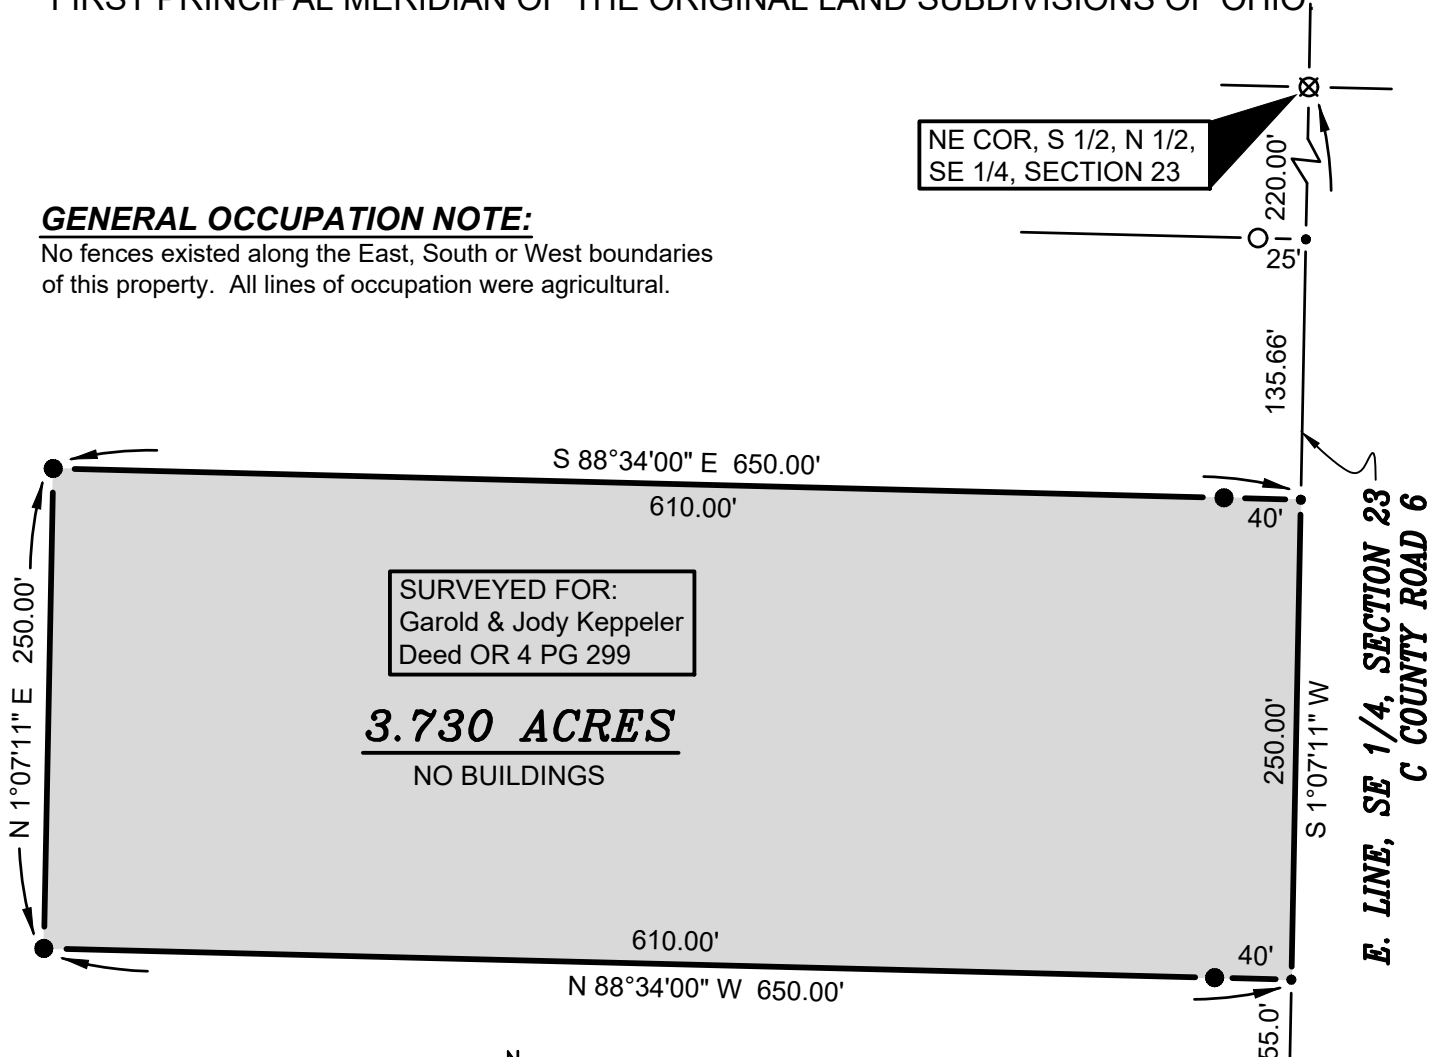 FIRST PRINCIPAL MERIDIAN OF THE ORIGINAL LAND SUBDIVISIONS OF OHIO
NE COR, S 1/2, N 1/2,
SE 1/4, SECTION 23
220.00'
25'
GENERAL OCCUPATION NOTE:
No fences existed along the East, South or West boundaries
of this property. All lines of occupation were agricultural.
135.66'
S 88°34'00" E 650.00'
610.00'
40'
N 1°07'11" E 250.00'
SURVEYED FOR:
Garold & Jody Keppeler
Deed OR 4 PG 299
3.730 ACRES
NO BUILDINGS
250.00'
S 1°07'11" W
E. LINE, SE 1/4, SECTION 23
C COUNTY ROAD 6
610.00'
40'
N 88°34'00" W 650.00'
55.0'
N